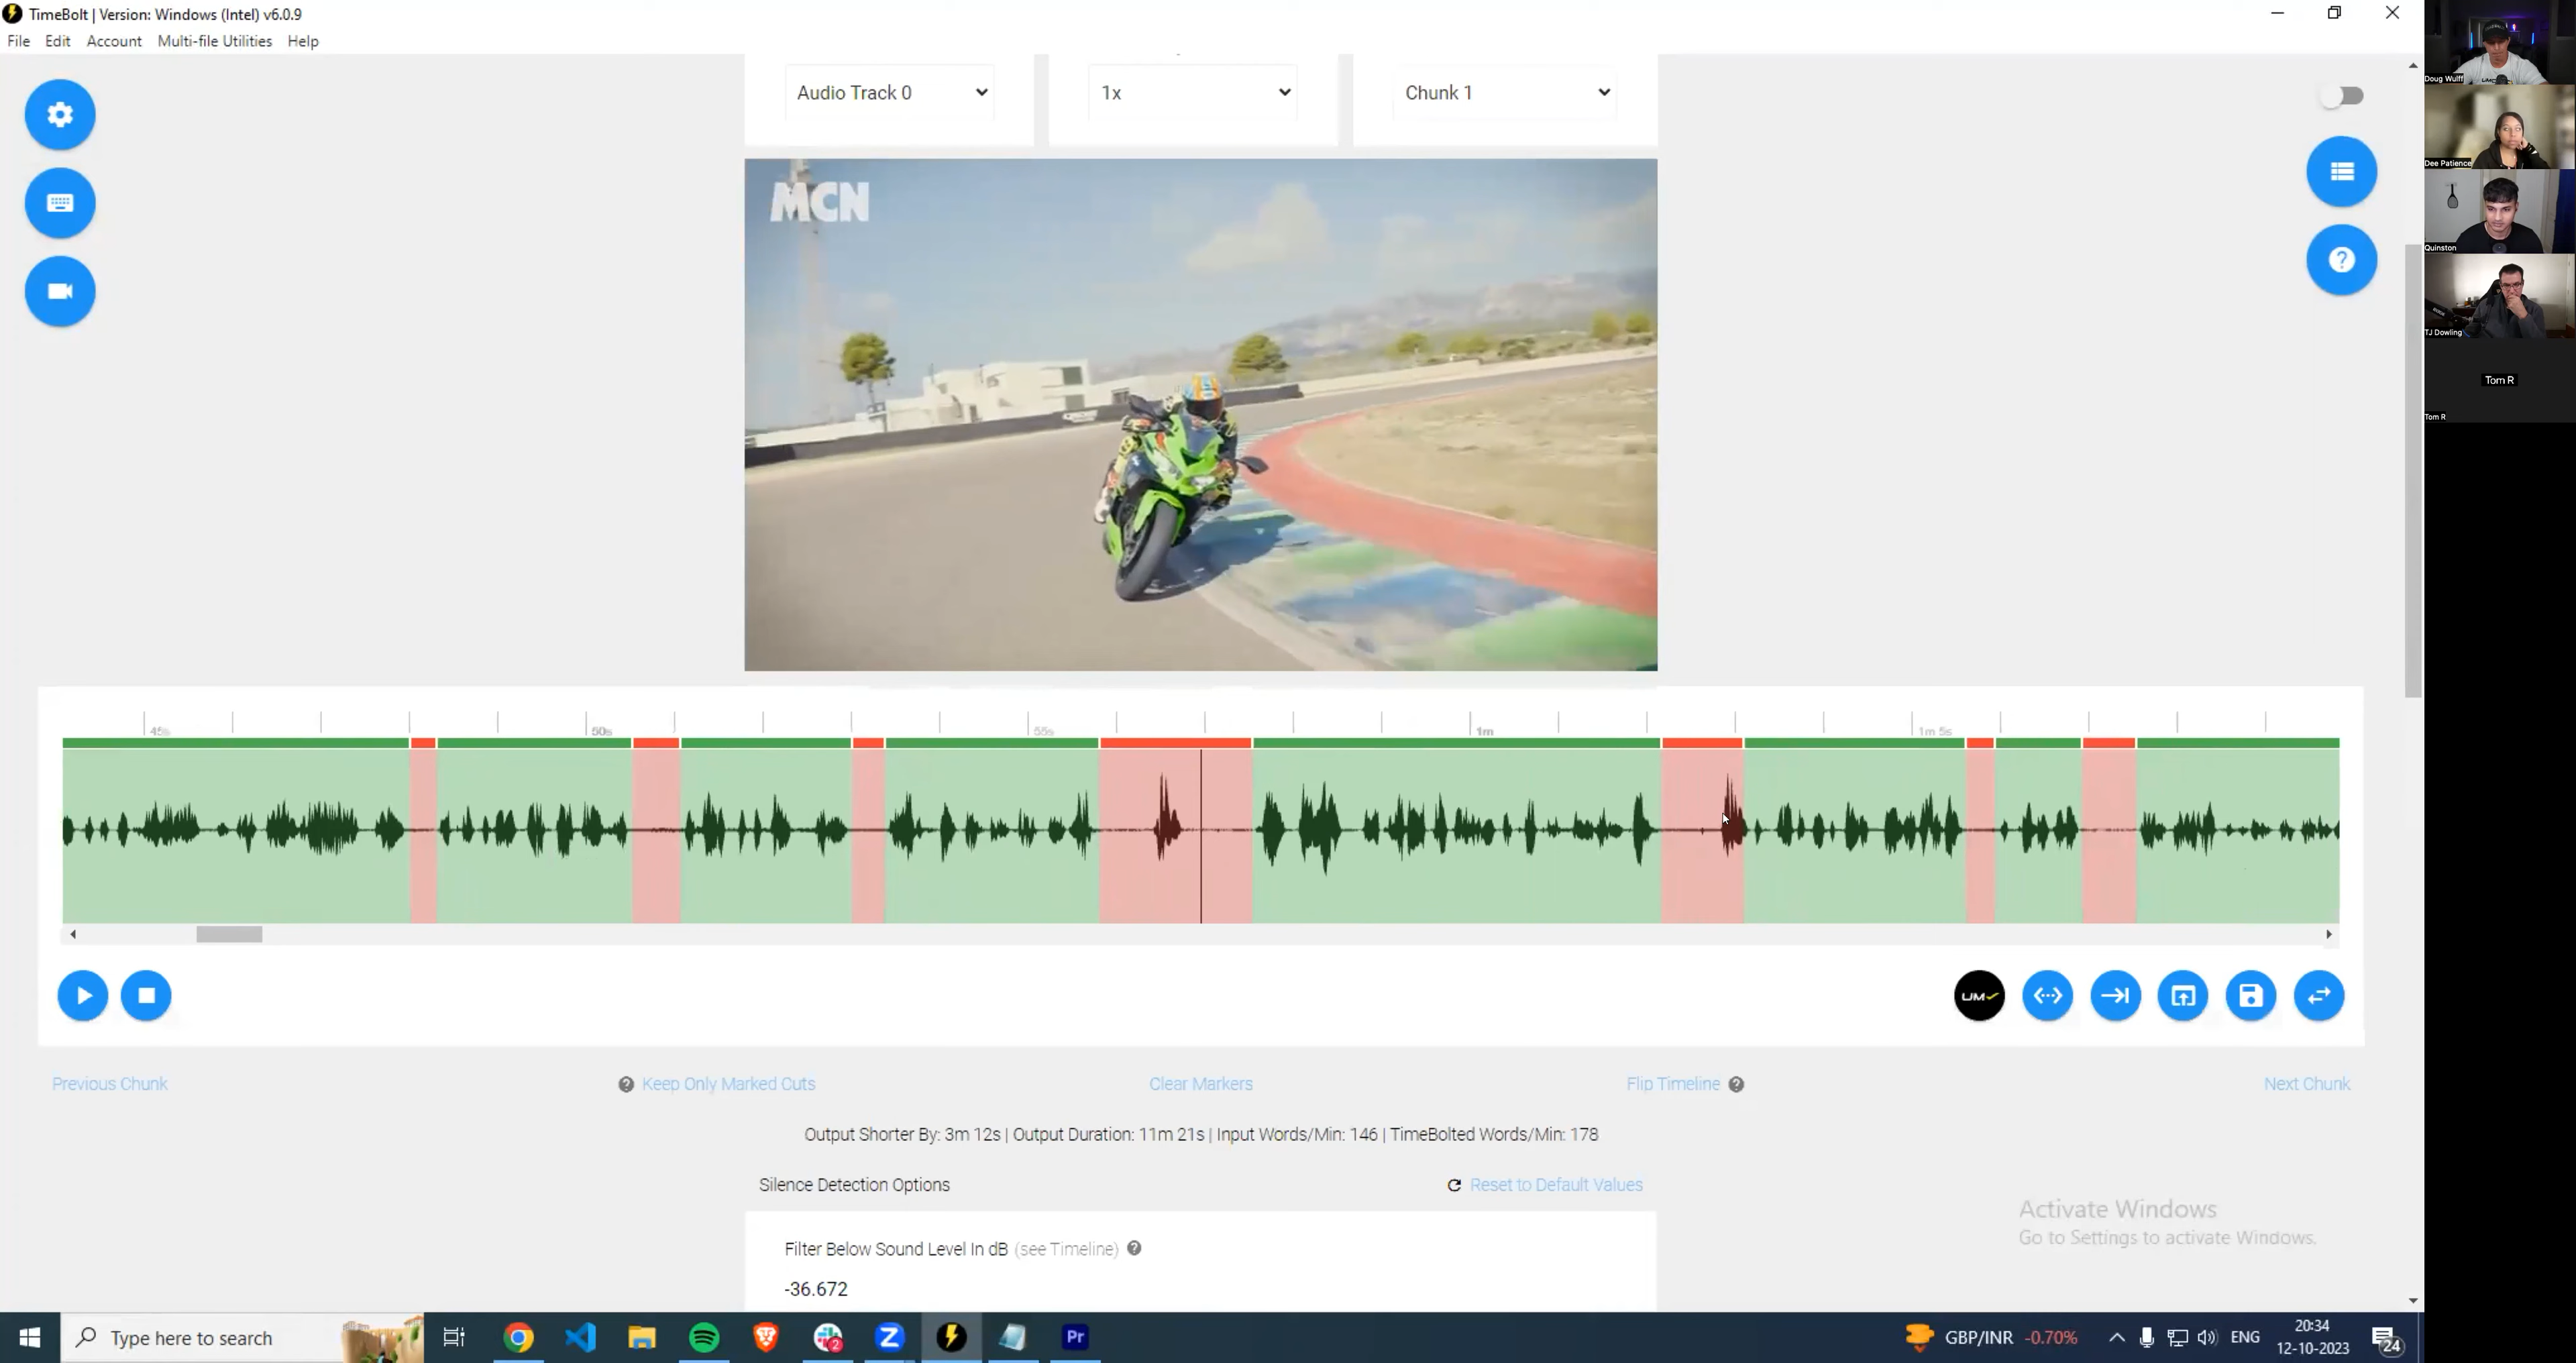 TimeBolt | Version: Windows (Intel) v6.0.9
File Edit Account Multi-file Utilities Help
Audio Track 0 1x Chunk 1
MCN
45s 50s 55s 1m 1m 5s
UM
Previous Chunk Keep Only Marked Cuts Clear Markers Flip Timeline Next Chunk
Output Shorter By: 3m 12s | Output Duration: 11m 21s | Input Words/Min: 146 | TimeBolted Words/Min: 178
Silence Detection Options Reset to Default Values
Filter Below Sound Level In dB (see Timeline)
-36.672
Activate Windows
Go to Settings to activate Windows.
Type here to search
2
Z
Pr
GBP/INR -0.70%
ENG
20:34
12-10-2023
24
Doug Wulff
Dee Patience
Quinston
TJ Dowling
Tom R
Tom R